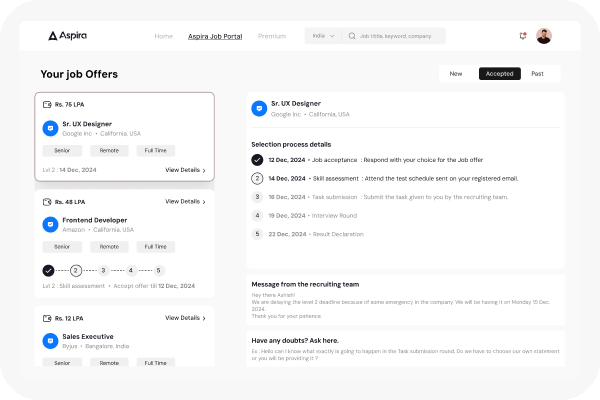 Aspira
Home Aspira Job Portal Premium
India Job tittle, keyword, company
Your job Offers
New Accepted Past
Rs. 75 LPA
Sr. UX Designer
Google Inc • California, USA
Senior Remote Full Time
Lvl 2 : 14 Dec, 2024 View Details
Rs. 48 LPA View Details
Frontend Developer
Amazon • California, USA
Senior Remote Full Time
2 3 4 5
Lvl 2 : Skill assessment • Accept offer till 12 Dec, 2024
Rs. 12 LPA View Details
Sales Executive
Byjus • Bangalore, India
Senior Remote Full Time
Sr. UX Designer
Google Inc • California, USA
Selection process details
12 Dec, 2024 • Job acceptance : Respond with your choice for the Job offer
2 14 Dec, 2024 • Skill assessment : Attend the test schedule sent on your registered email.
3 16 Dec, 2024 • Task submission : Submit the task given to you by the recruiting team.
4 19 Dec, 2024 • Interview Round
5 22 Dec, 2024 • Result Declaration
Message from the recruiting team
Hey there Ashish!
We are delaying the level 2 deadline because of some emergency in the company. We will be having it on Monday 15 Dec,
2024.
Thank you for your patience
Have any doubts? Ask here.
Ex : Hello can I know what exactly is going to happen in the Task submission round. Do we have to choose our own statement
or you will be providing it ?